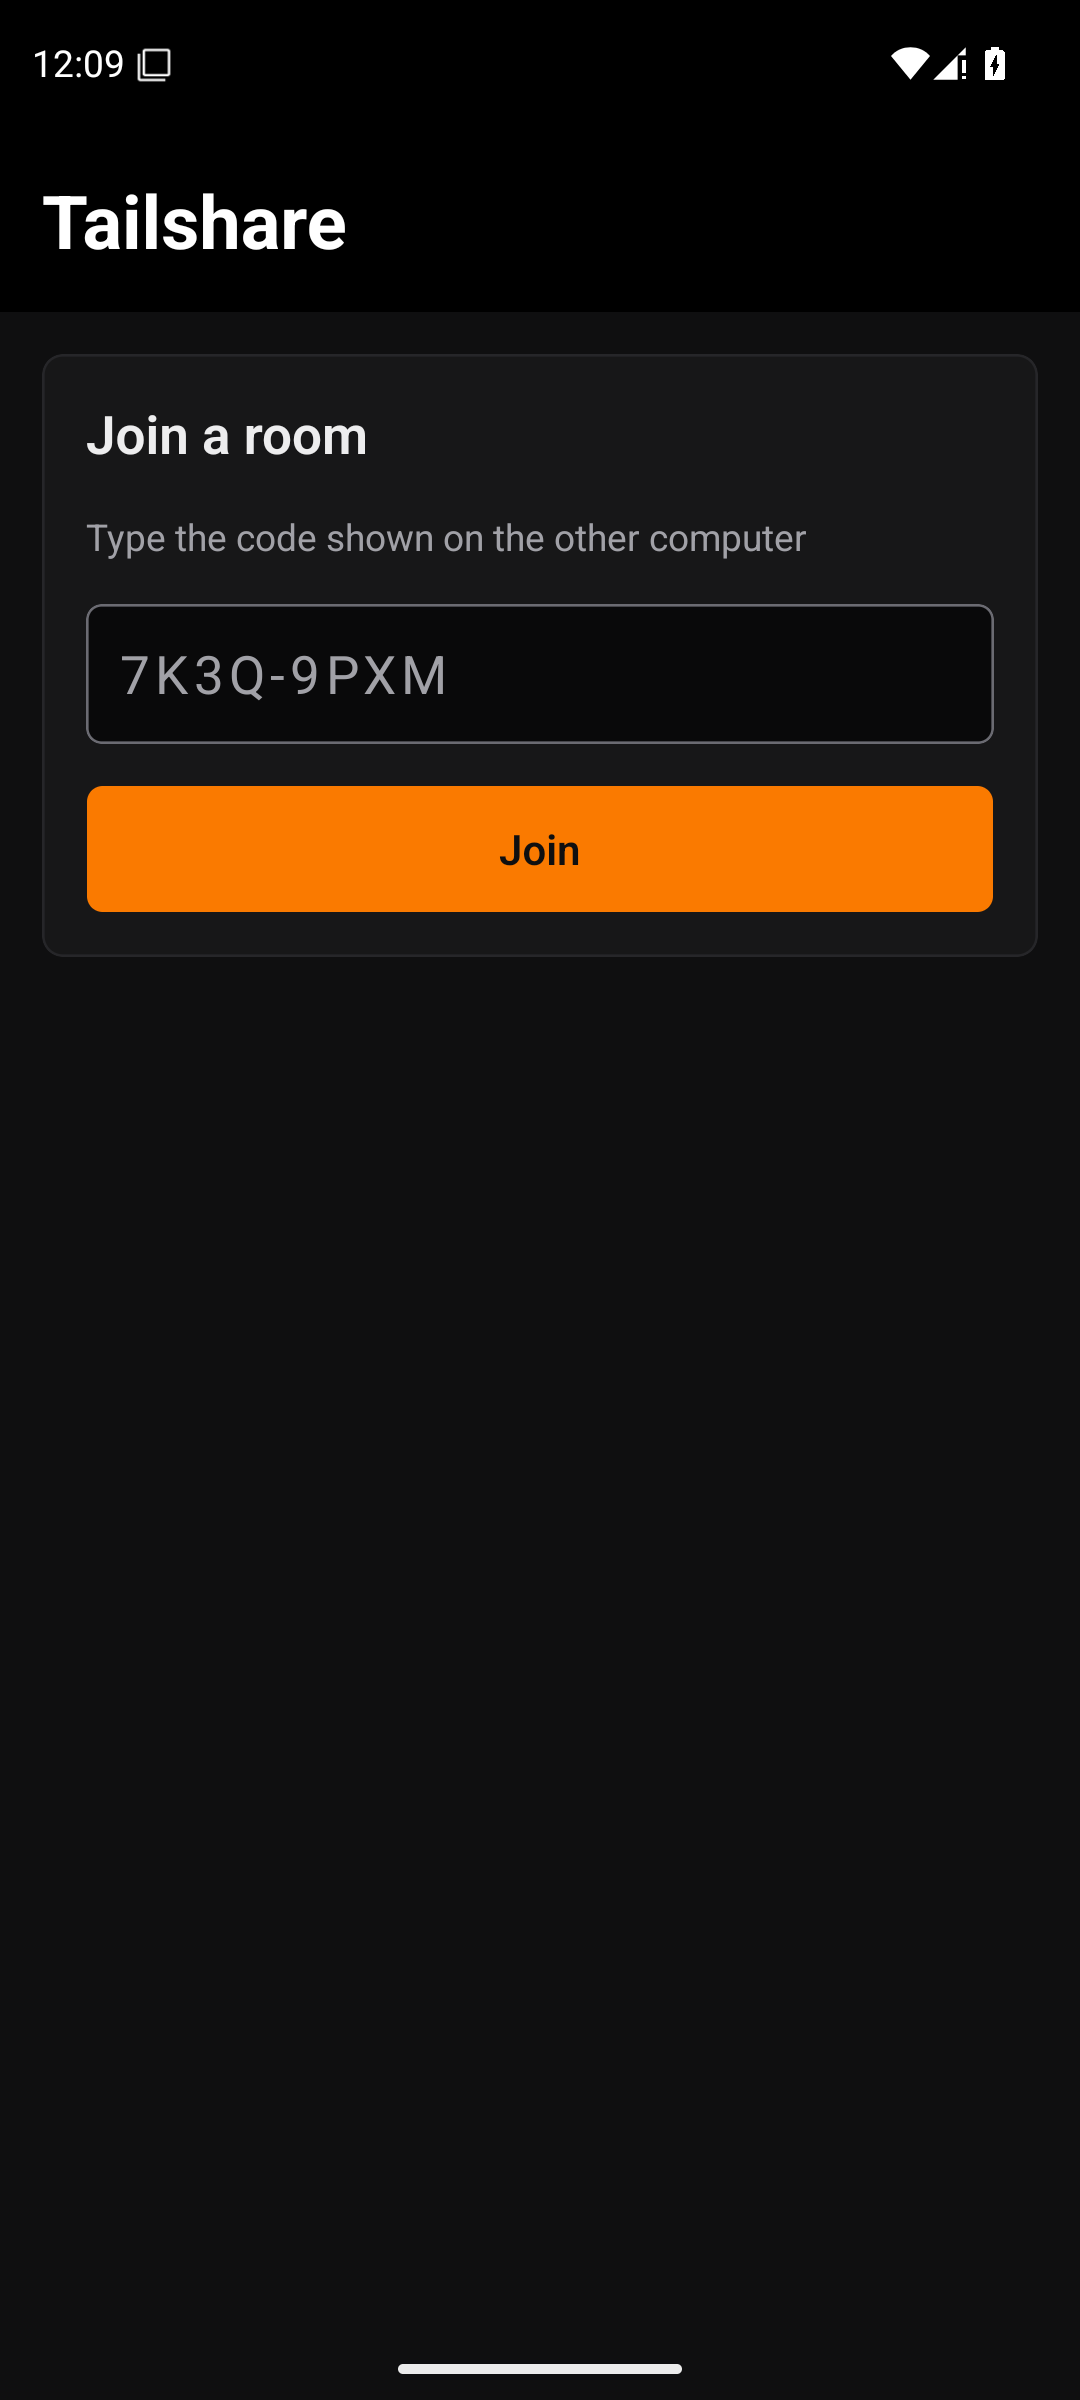 12:09
Tailshare
Join a room
Type the code shown on the other computer
7K3Q-9PXM
Join